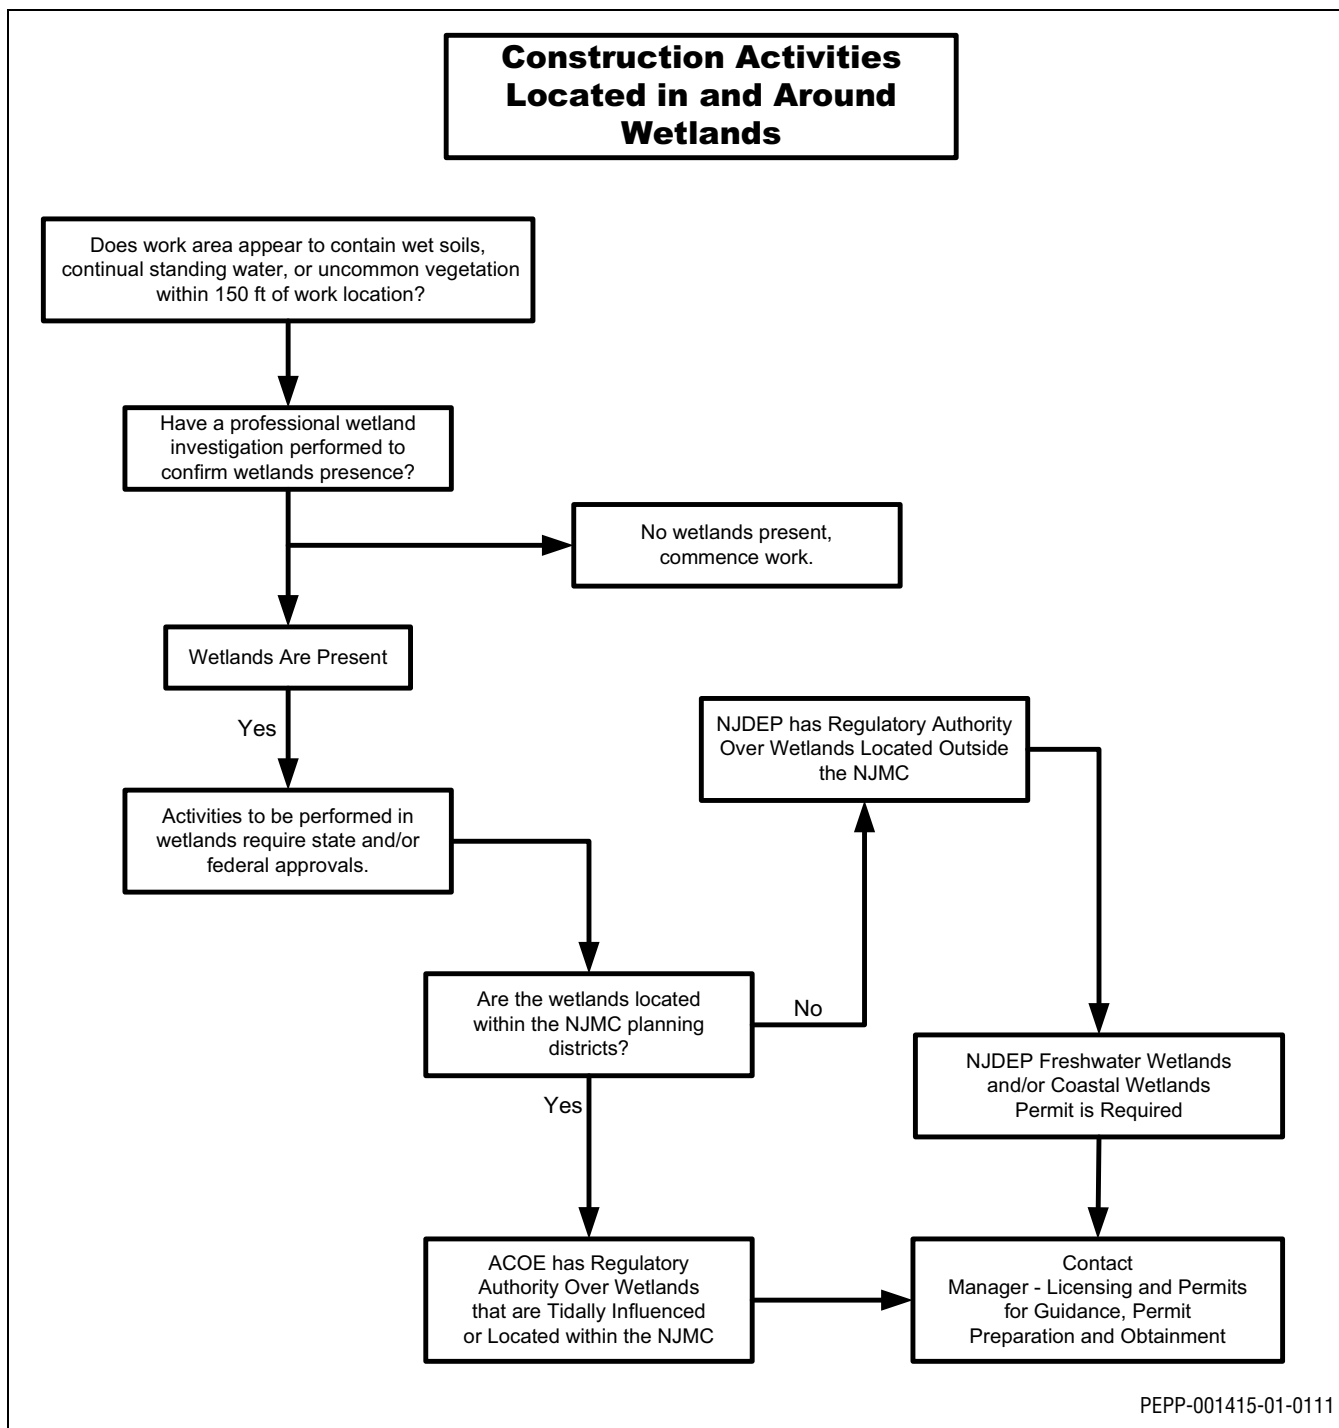 Construction Activities
Located in and Around
Wetlands
Does work area appear to contain wet soils,
continual standing water, or uncommon vegetation
within 150 ft of work location?
Have a professional wetland
investigation performed to
confirm wetlands presence?
No wetlands present,
commence work.
Wetlands Are Present
Yes
Activities to be performed in
wetlands require state and/or
federal approvals.
NJDEP has Regulatory Authority
Over Wetlands Located Outside
the NJMC
Are the wetlands located
within the NJMC planning
districts?
No
Yes
NJDEP Freshwater Wetlands
and/or Coastal Wetlands
Permit is Required
ACOE has Regulatory
Authority Over Wetlands
that are Tidally Influenced
or Located within the NJMC
Contact
Manager - Licensing and Permits
for Guidance, Permit
Preparation and Obtainment
PEPP-001415-01-0111